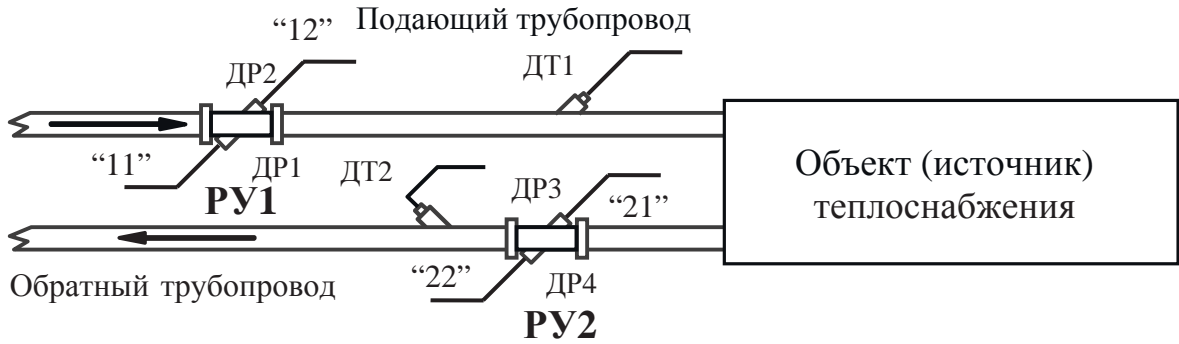 “12”
Подающий трубопровод
ДР2
ДТ1
“11”
ДР1
РУ1
ДТ2
ДР3
“21”
Объект (источник)
теплоснабжения
“22”
ДР4
Обратный трубопровод
РУ2